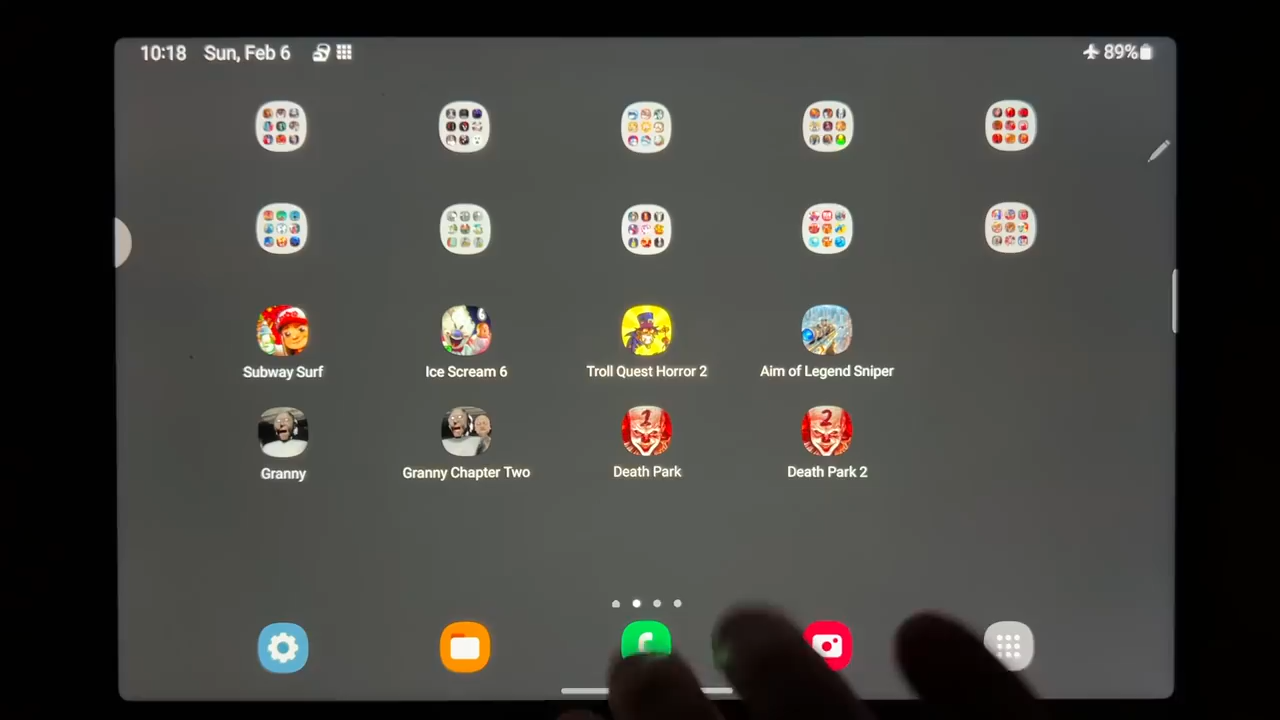 10:18 Sun, Feb 6 89%
Subway Surf Ice Scream 6 Troll Quest Horror 2 Aim of Legend Sniper
Granny Granny Chapter Two Death Park Death Park 2